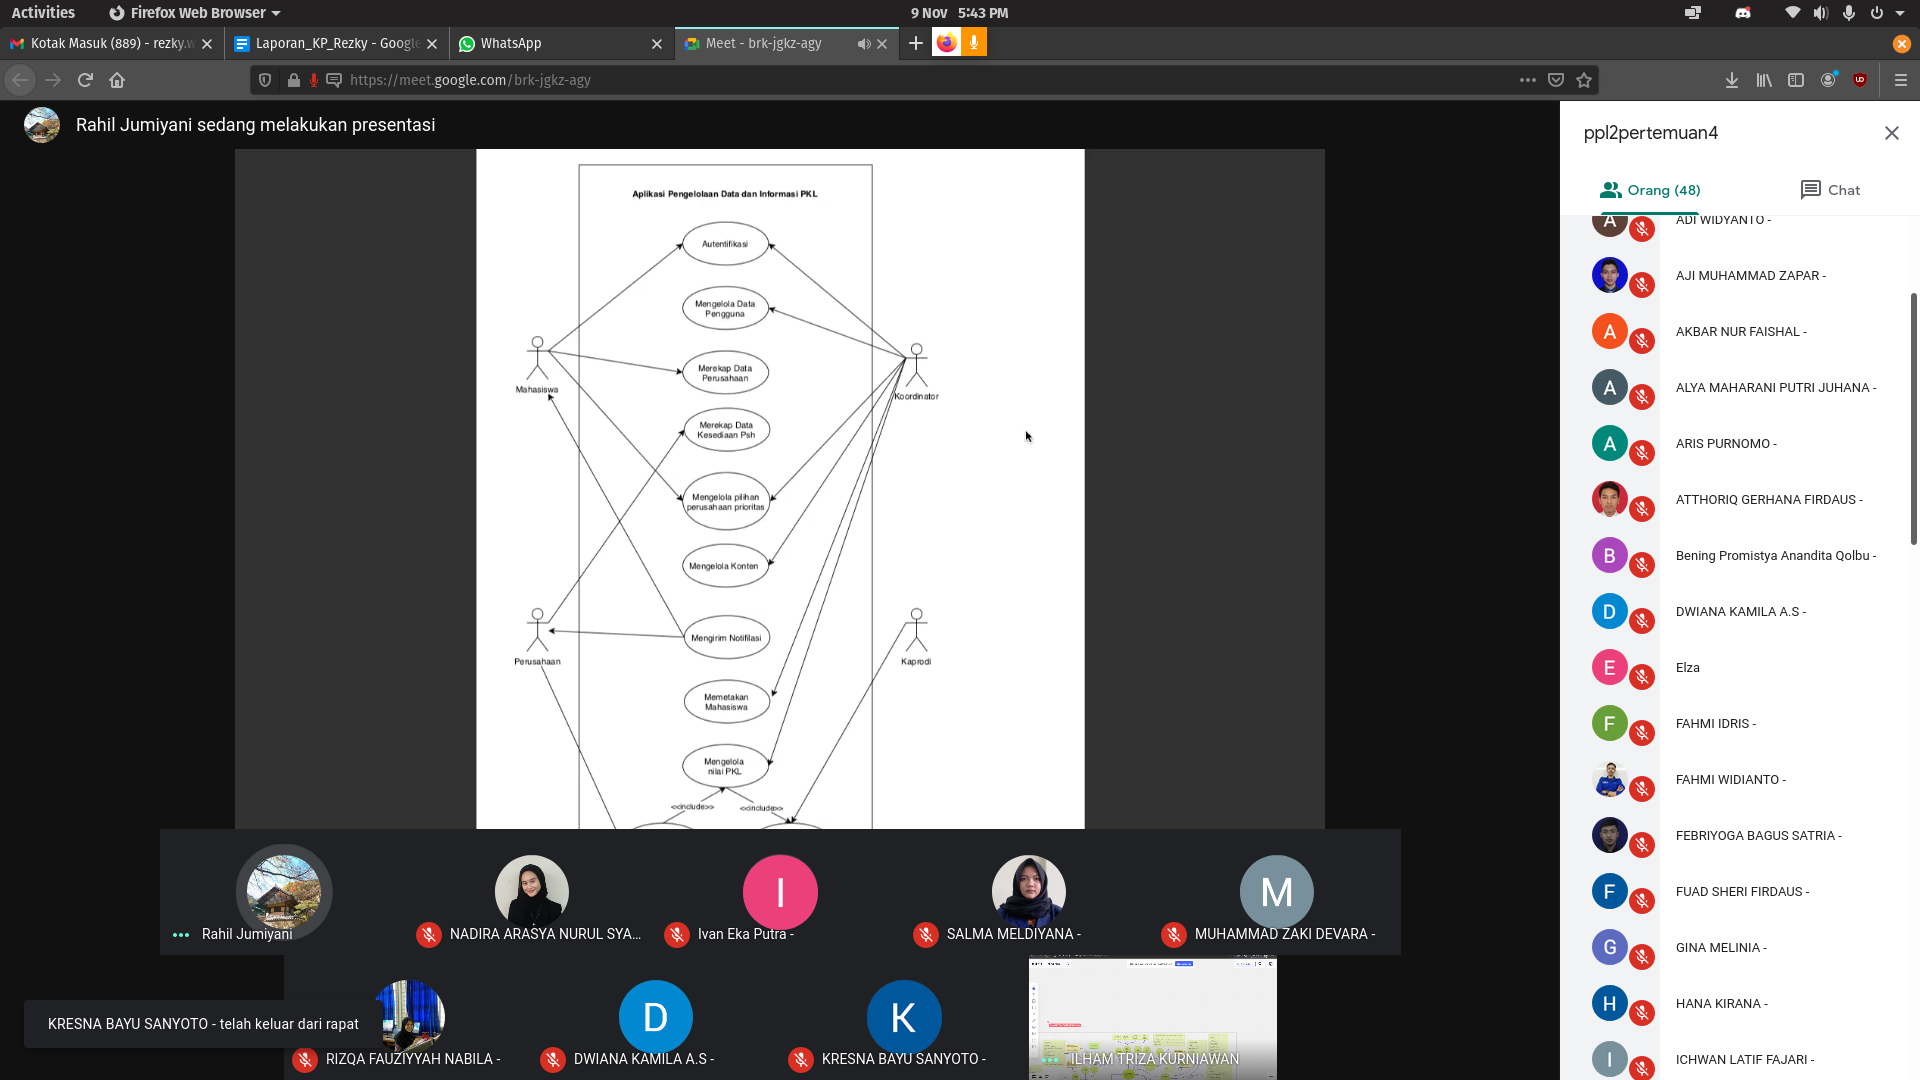 Activities
Firefox Web Browser
9 Nov 5:43 PM
Kotak Masuk (889) - rezky.w
Laporan_KP_Rezky - Google
WhatsApp
Meet - brk-jgkz-agy
https://meet.google.com/brk-jgkz-agy
Rahil Jumiyani sedang melakukan presentasi
Aplikasi Pengelolaan Data dan Informasi PKL
Autentifikasi
Mengelola Data
Pengguna
Merekap Data
Perusahaan
Mahasiswa
Koordinator
Merekap Data
Kesediaan Psh
Mengelola pilihan
perusahaan prioritas
Mengelola Konten
Mengirim Notifilasi
Perusahaan
Kaprodi
Memetakan
Mahasiswa
Mengelola
nilai PKL
<<include>>
<<include>>
Rahil Jumiyani
NADIRA ARASYA NURUL SYA...
Ivan Eka Putra -
SALMA MELDIYANA -
I
M
MUHAMMAD ZAKI DEVARA -
KRESNA BAYU SANYOTO - telah keluar dari rapat
RIZQA FAUZIYYAH NABILA -
D
DWIANA KAMILA A.S -
K
KRESNA BAYU SANYOTO -
ILHAM TRIZA KURNIAWAN
ppl2pertemuan4
Orang (48)
Chat
A
ADI WIDYANTO -
AJI MUHAMMAD ZAPAR -
A
AKBAR NUR FAISHAL -
A
ALYA MAHARANI PUTRI JUHANA -
A
ARIS PURNOMO -
ATTHORIQ GERHANA FIRDAUS -
B
Bening Promistya Anandita Qolbu -
D
DWIANA KAMILA A.S -
E
Elza
F
FAHMI IDRIS -
FAHMI WIDIANTO -
FEBRIYOGA BAGUS SATRIA -
F
FUAD SHERI FIRDAUS -
G
GINA MELINIA -
H
HANA KIRANA -
I
ICHWAN LATIF FAJARI -